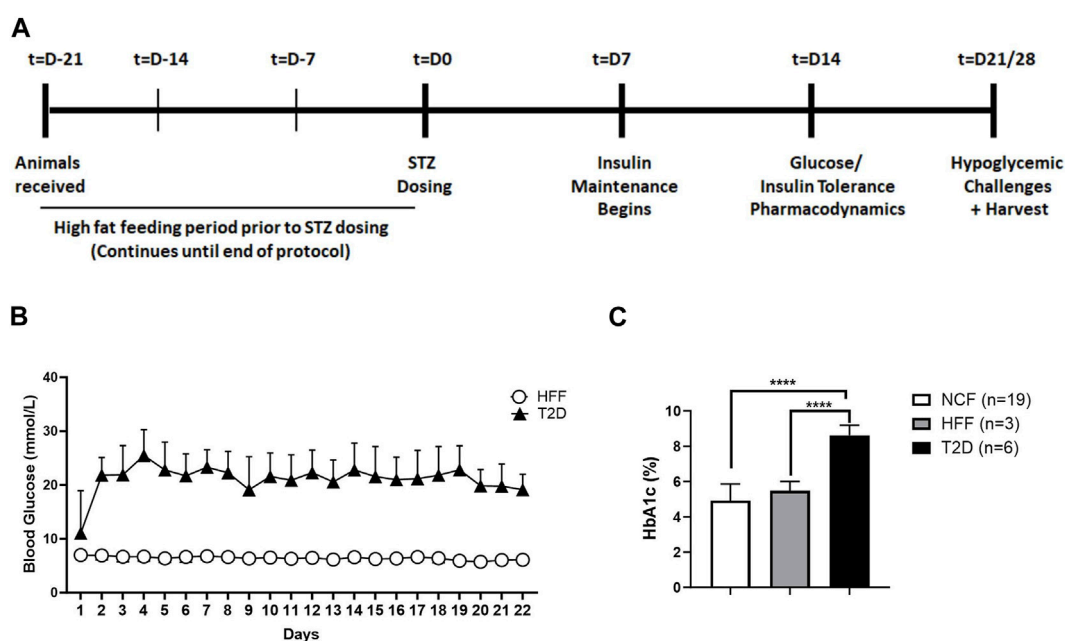 A
t=D-21 t=D-14 t=D-7 t=D0 t=D7 t=D14 t=D21/28
Animals
received
STZ
Dosing
Insulin
Maintenance
Begins
Glucose/
Insulin Tolerance
Pharmacodynamics
Hypoglycemic
Challenges
+ Harvest
High fat feeding period prior to STZ dosing
(Continues until end of protocol)
B
Blood Glucose (mmol/L)
40
30
20
10
0
1 2 3 4 5 6 7 8 9 10 11 12 13 14 15 16 17 18 19 20 21 22
Days
HFF
T2D
C
HbA1c (%)
10
8
6
4
2
0
****
****
NCF (n=19)
HFF (n=3)
T2D (n=6)